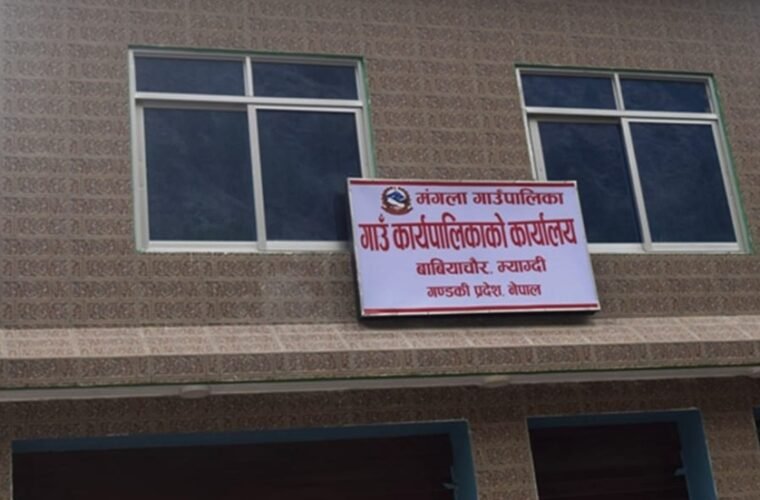 मंगला गाउँपालिका
गाउँ कार्यपालिकाको कार्यालय
बाबियाचौर, म्याग्दी
गण्डकी प्रदेश, नेपाल